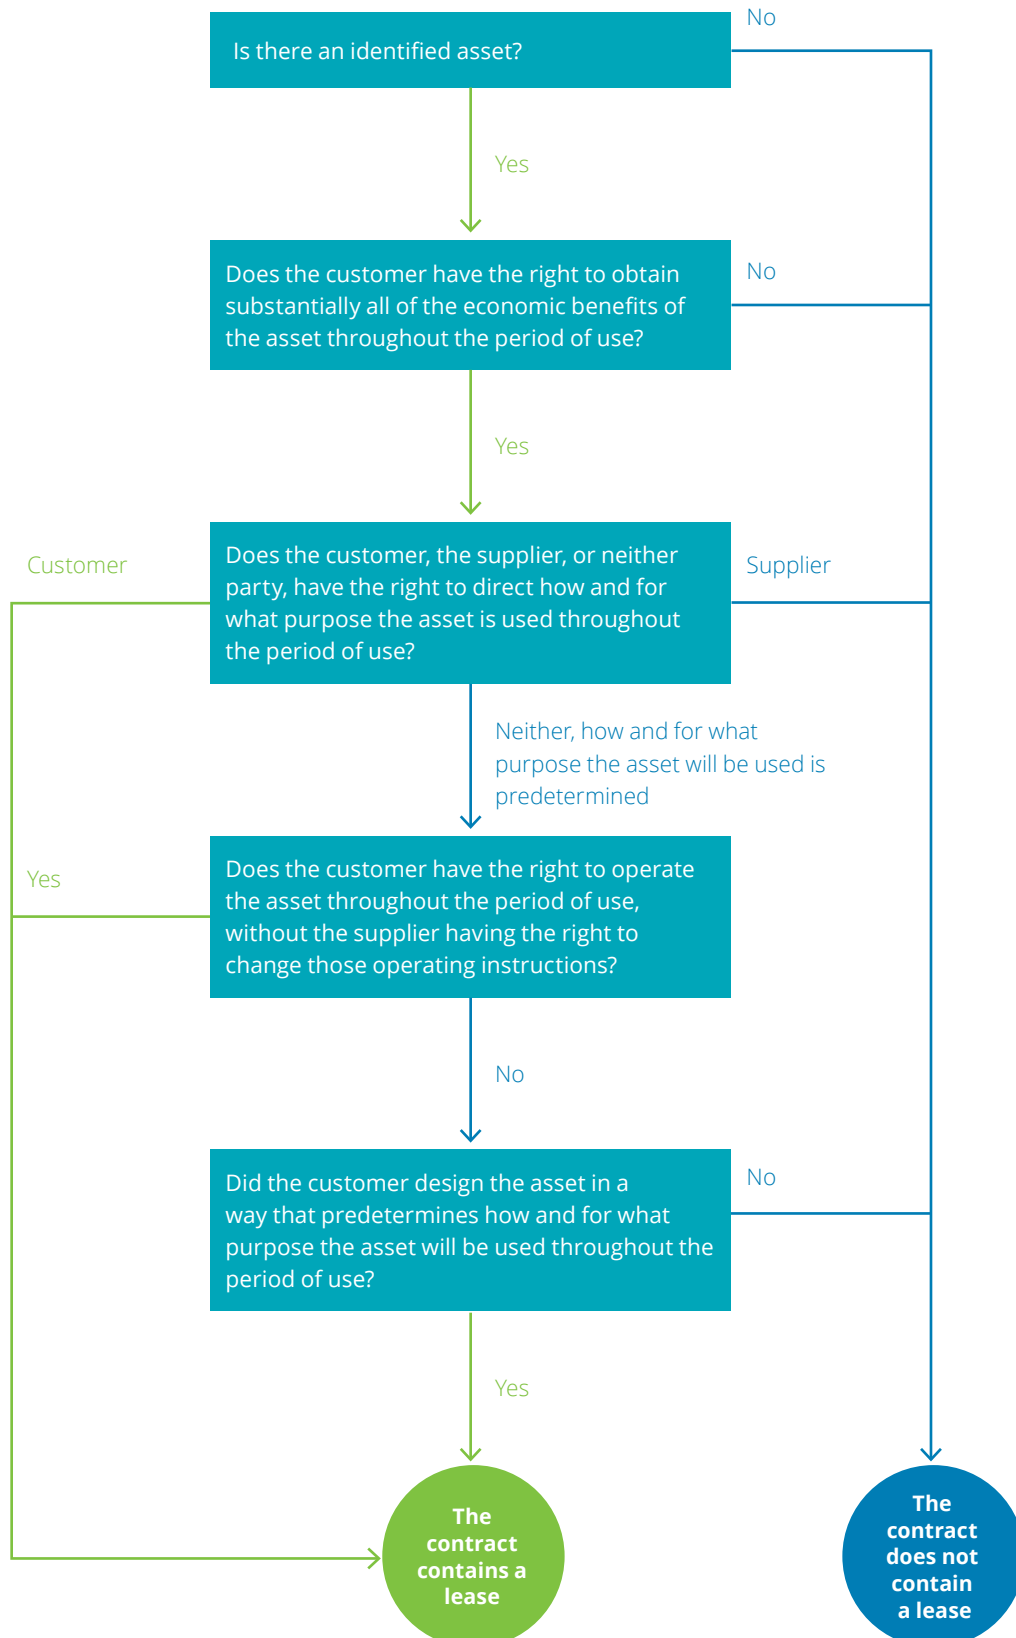 No
Is there an identified asset?
Yes
Does the customer have the right to obtain
substantially all of the economic benefits of
the asset throughout the period of use?
No
Yes
Customer
Does the customer, the supplier, or neither
party, have the right to direct how and for
what purpose the asset is used throughout
the period of use?
Supplier
Neither, how and for what
purpose the asset will be used is
predetermined
Yes
Does the customer have the right to operate
the asset throughout the period of use,
without the supplier having the right to
change those operating instructions?
No
Did the customer design the asset in a
way that predetermines how and for what
purpose the asset will be used throughout the
period of use?
No
Yes
The
contract
contains a
lease
The
contract
does not
contain
a lease